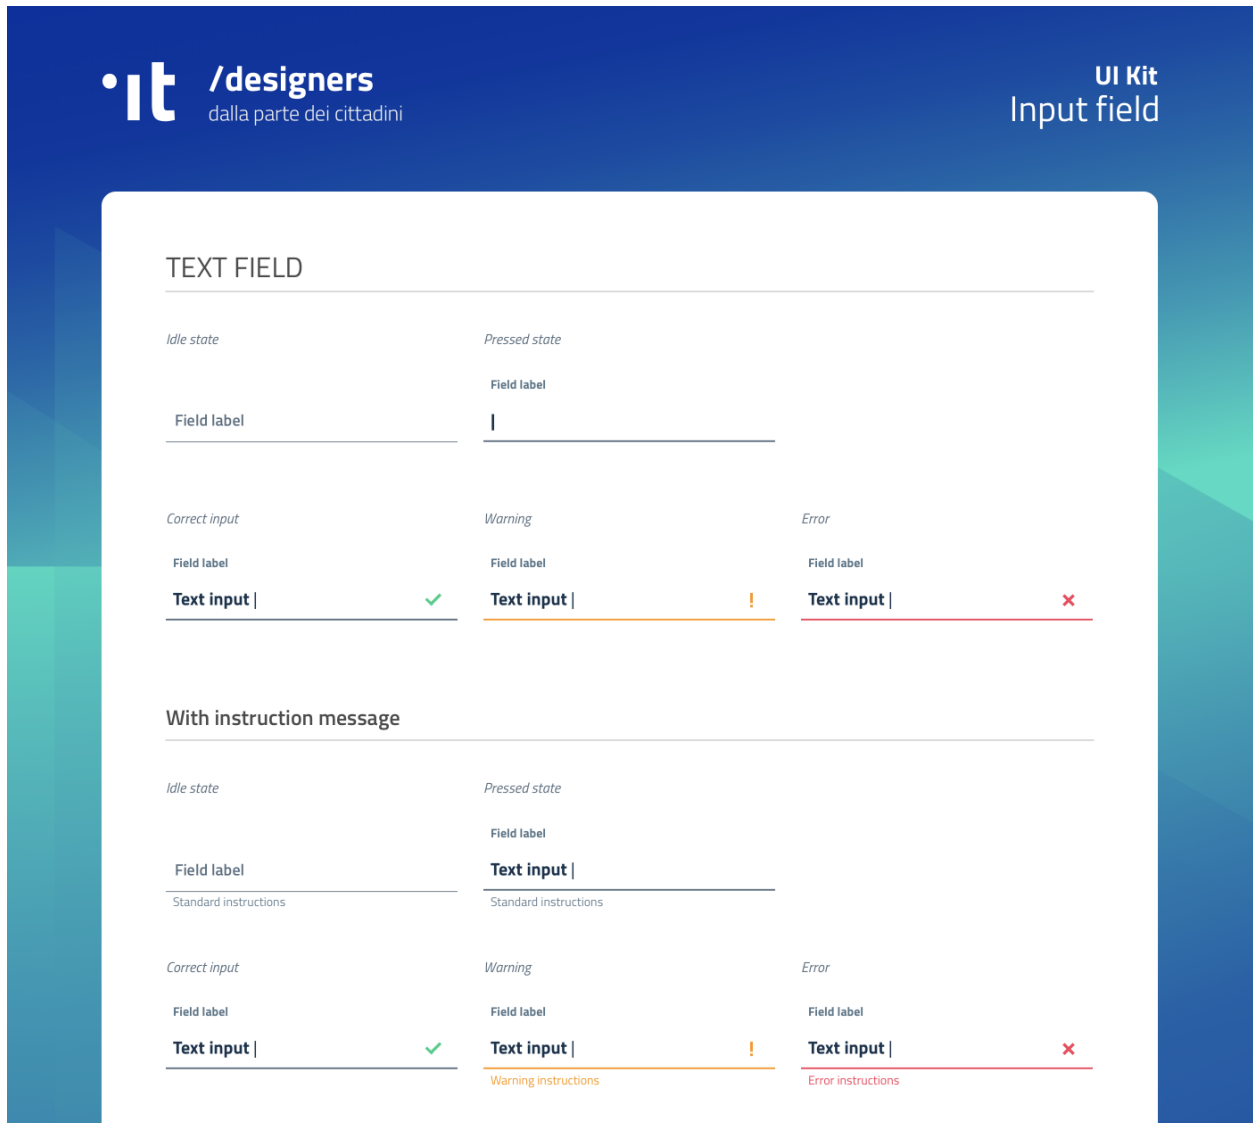 ·it
/designers
dalla parte dei cittadini
UI Kit
Input field
TEXT FIELD
Idle state
Pressed state
Field label
Field label
|
Correct input
Warning
Error
Field label
Field label
Field label
Text input |
Text input | !
Text input |
With instruction message
Idle state
Pressed state
Field label
Field label
Text input |
Standard instructions
Standard instructions
Correct input
Warning
Error
Field label
Field label
Field label
Text input |
Text input | !
Text input |
Warning instructions
Error instructions